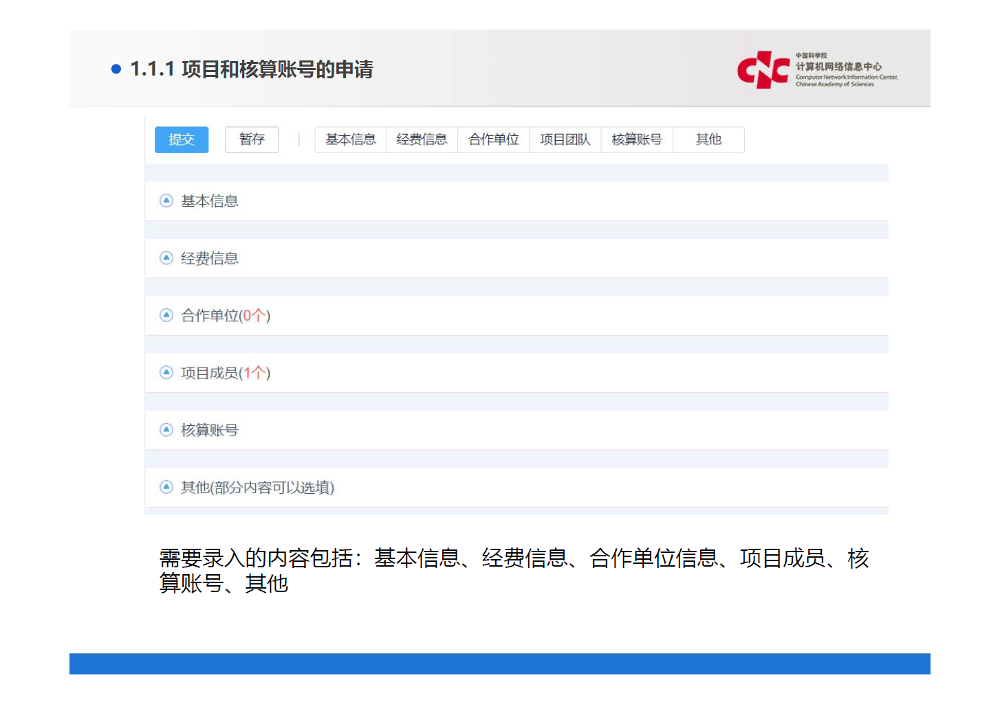 1.1.1 项目和核算账号的申请
中国科学院
计算机网络信息中心
Computer Network Information Center,
Chinese Academy of Sciences
提交 暂存 | 基本信息 经费信息 合作单位 项目团队 核算账号 其他
基本信息
经费信息
合作单位(0个)
项目成员(1个)
核算账号
其他(部分内容可以选填)
需要录入的内容包括：基本信息、经费信息、合作单位信息、项目成员、核
算账号、其他